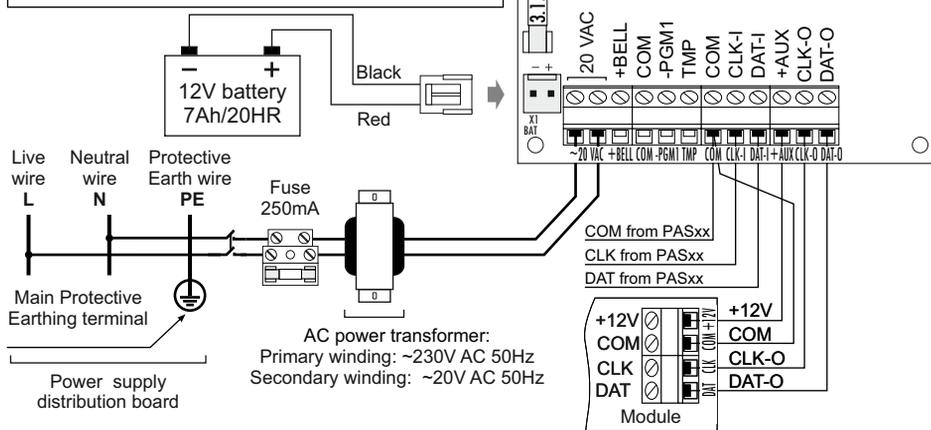 3.1.
20 VAC
+BELL
COM
-PGM1
TMP
COM
CLK-I
DAT-I
+AUX
CLK-O
DAT-O
− +
X1
BAT
~20 VAC +BELL COM -PGM1 TMP COM CLK-I DAT-I +AUX CLK-O DAT-O
− +
12V battery
7Ah/20HR
Black
Red
Live
wire
L
Neutral
wire
N
Protective
Earth wire
PE
Fuse
250mA
Main Protective
Earthing terminal
Power supply
distribution board
AC power transformer:
Primary winding: ~230V AC 50Hz
Secondary winding: ~20V AC 50Hz
COM from PASxx
CLK from PASxx
DAT from PASxx
+12V
COM
CLK
DAT
Module
+12V
COM
CLK
DAT
+12V
COM
CLK-O
DAT-O